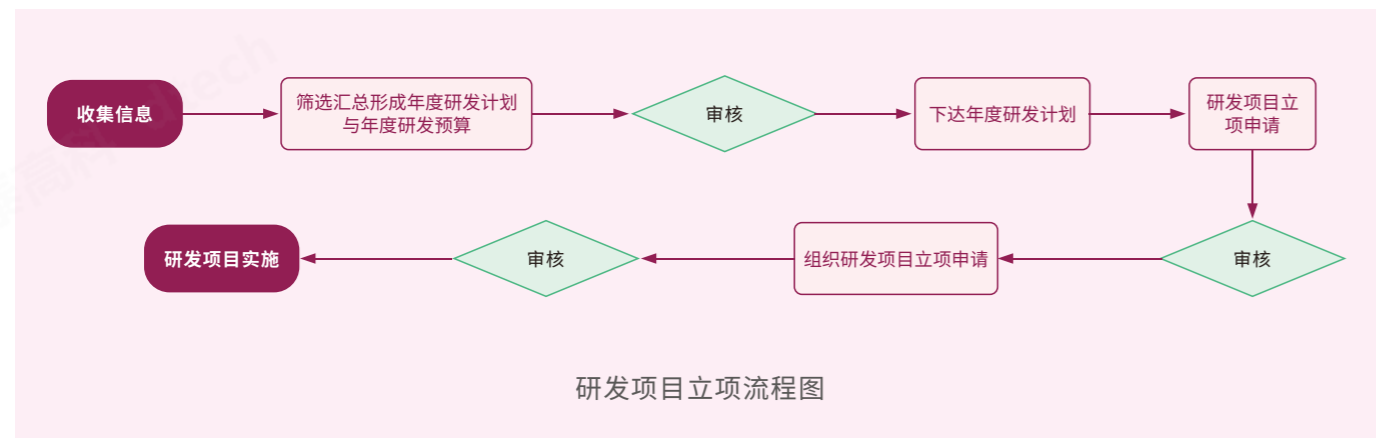 收集信息
筛选汇总形成年度研发计划
与年度研发预算
审核
下达年度研发计划
研发项目立
项申请
审核
组织研发项目立项申请
审核
研发项目实施
研发项目立项流程图